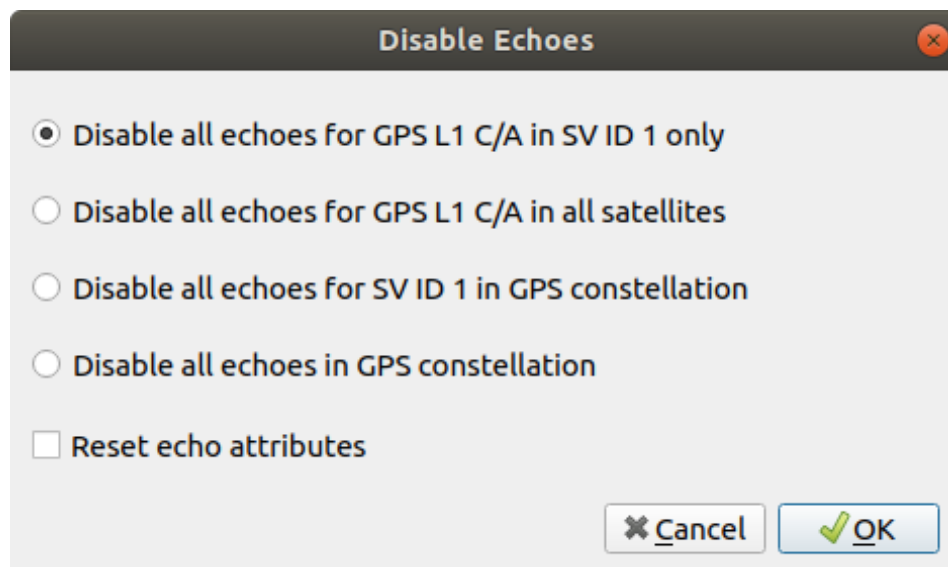 Disable Echoes
Disable all echoes for GPS L1 C/A in SV ID 1 only
Disable all echoes for GPS L1 C/A in all satellites
Disable all echoes for SV ID 1 in GPS constellation
Disable all echoes in GPS constellation
Reset echo attributes
Cancel OK